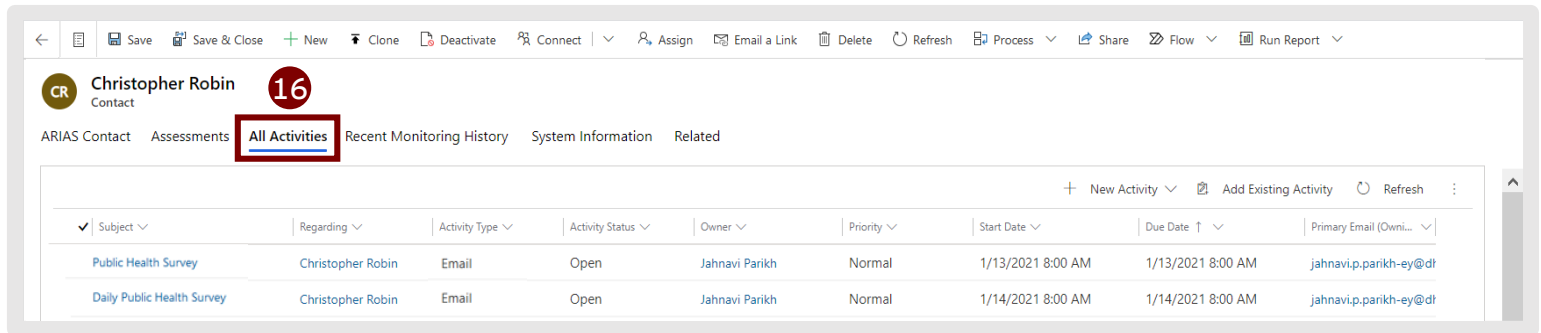 Save Save & Close New Clone Deactivate Connect Assign Email a Link Delete Refresh Process Share Flow Run Report
CR Christopher Robin
Contact
16
ARIAS Contact Assessments All Activities Recent Monitoring History System Information Related
New Activity Add Existing Activity Refresh
Subject Regarding Activity Type Activity Status Owner Priority Start Date Due Date Primary Email (Owni...
Public Health Survey Christopher Robin Email Open Jahnavi Parikh Normal 1/13/2021 8:00 AM 1/13/2021 8:00 AM jahnavi.p.parikh-ey@dh
Daily Public Health Survey Christopher Robin Email Open Jahnavi Parikh Normal 1/14/2021 8:00 AM 1/14/2021 8:00 AM jahnavi.p.parikh-ey@dh